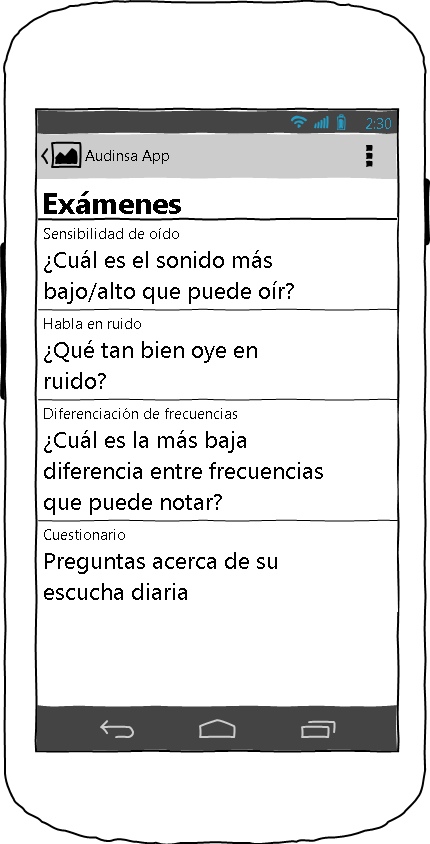 2:30
Audinsa App
Exámenes
Sensibilidad de oído
¿Cuál es el sonido más
bajo/alto que puede oír?
Habla en ruido
¿Qué tan bien oye en
ruido?
Diferenciación de frecuencias
¿Cuál es la más baja
diferencia entre frecuencias
que puede notar?
Cuestionario
Preguntas acerca de su
escucha diaria